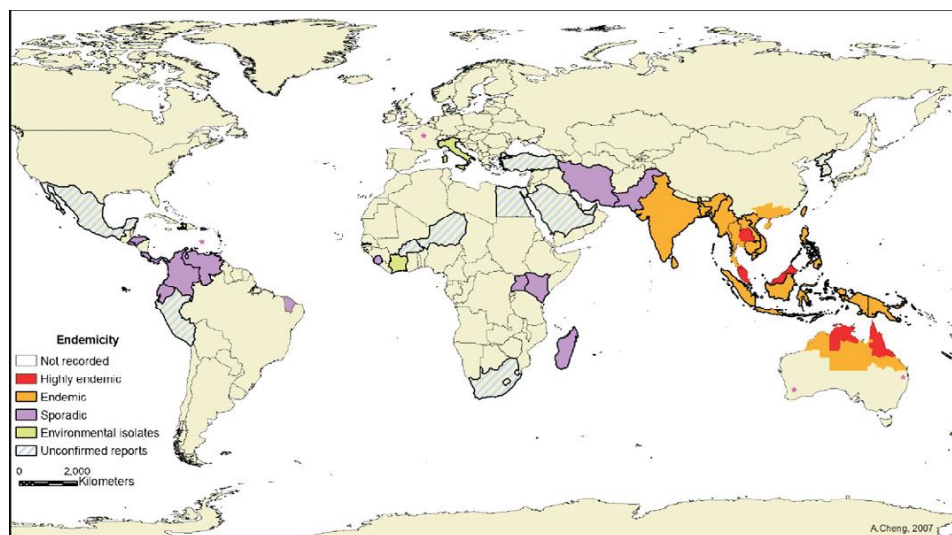 Endemicity
Not recorded
Highly endemic
Endemic
Sporadic
Environmental isolates
Unconfirmed reports
0 2,000
Kilometers
A.Cheng, 2007